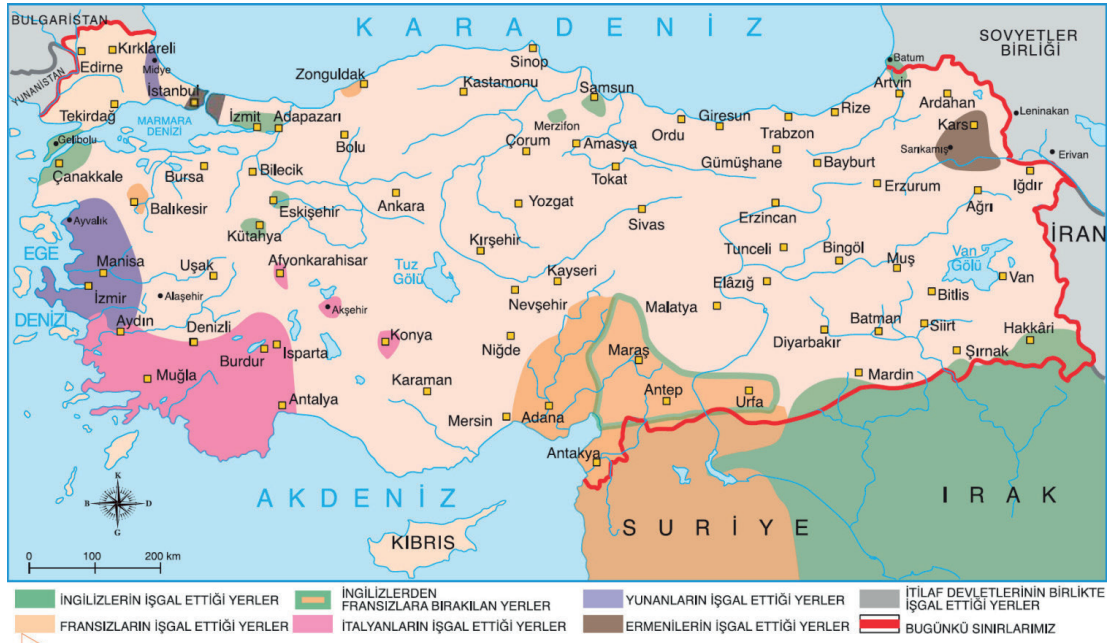 KARADENİZ
BULGARİSTAN
YUNANİSTAN
SOVYETLER
BİRLİĞİ
Kırklareli
Edirne
Midye
İstanbul
Tekirdağ
MARMARA
DENİZİ
Gelibolu
Çanakkale
İzmit
Adapazarı
Zonguldak
Bolu
Kastamonu
Sinop
Samsun
Merzifon
Çorum
Amasya
Tokat
Ordu
Giresun
Trabzon
Gümüşhane
Rize
Bayburt
Batum
Artvin
Ardahan
Kars
Sarıkamış
Leninakan
Erivan
Iğdır
Erzurum
Ağrı
İRAN
Bursa
Bilecik
Balıkesir
Eskişehir
Kütahya
Ankara
Yozgat
Sivas
Erzincan
Tunceli
Bingöl
Muş
Van
Gölü
Van
Ayvalık
EGE
DENİZİ
Manisa
İzmir
Uşak
Alaşehir
Afyonkarahisar
Akşehir
Tuz
Gölü
Kırşehir
Kayseri
Nevşehir
Malatya
Elâzığ
Bitlis
Aydın
Denizli
Burdur
Isparta
Konya
Niğde
Maraş
Diyarbakır
Batman
Siirt
Hakkâri
Şırnak
Mardin
Muğla
Antalya
Karaman
Mersin
Adana
Antep
Urfa
Antakya
AKDENİZ
KIBRIS
SURİYE
IRAK
K
B
D
G
0 100 200 km
İNGİLİZLERİN İŞGAL ETTİĞİ YERLER
İNGİLİZLERDEN
FRANSIZLARA BIRAKILAN YERLER
YUNANLARIN İŞGAL ETTİĞİ YERLER
İTİLAF DEVLETLERİNİN BİRLİKTE
İŞGAL ETTİĞİ YERLER
FRANSIZLARIN İŞGAL ETTİĞİ YERLER
İTALYANLARIN İŞGAL ETTİĞİ YERLER
ERMENİLERİN İŞGAL ETTİĞİ YERLER
BUGÜNKÜ SINIRLARIMIZ